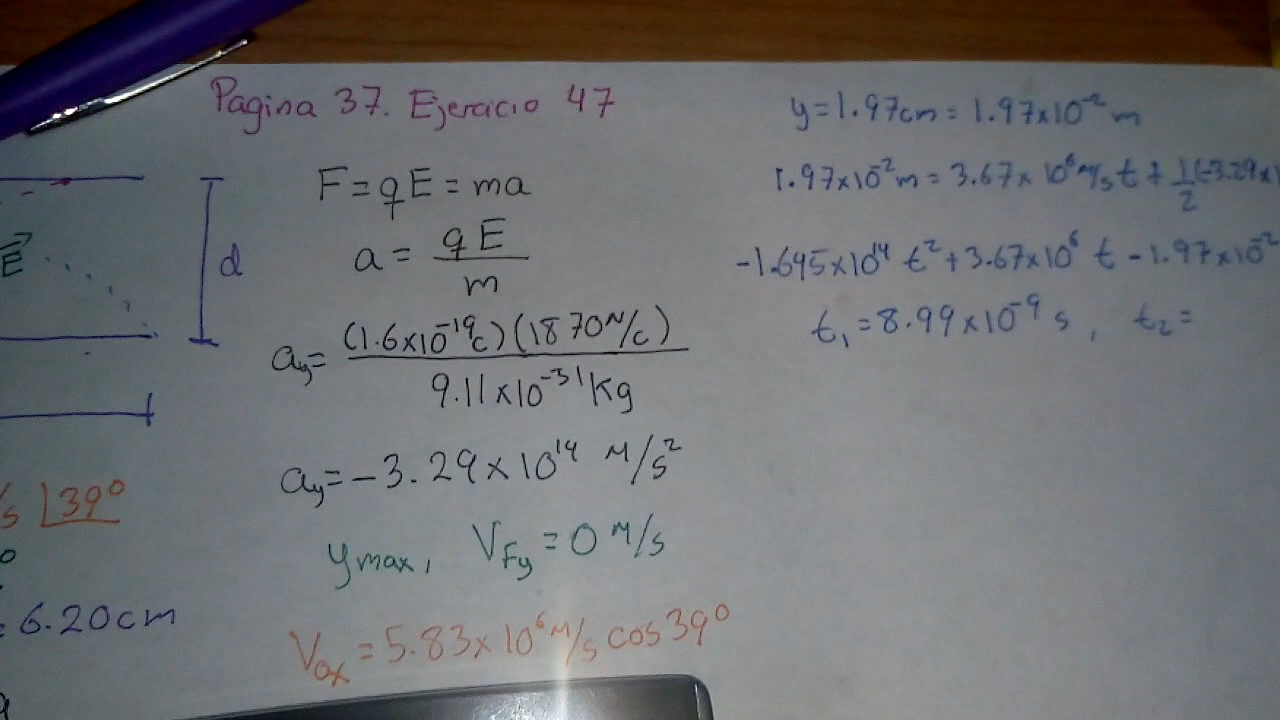 Pagina 37. Ejercicio 47
E⃗
d
39°
= 6.20cm
F = qE = ma
a = qE / m
ay = (1.6x10⁻¹⁹c)(1870N/c) / 9.11x10⁻³¹Kg
ay = -3.29x10¹⁴ M/s²
ymax, VFy = 0 M/s
Vox = 5.83x10⁶ M/s cos39°
y = 1.97cm = 1.97x10⁻² m
1.97x10⁻² m = 3.67x10⁶ M/s t + 1/2 (-3.29x
-1.645x10¹⁴ t² + 3.67x10⁶ t - 1.97x10⁻²
t₁ = 8.99x10⁻⁹ s, t₂ =